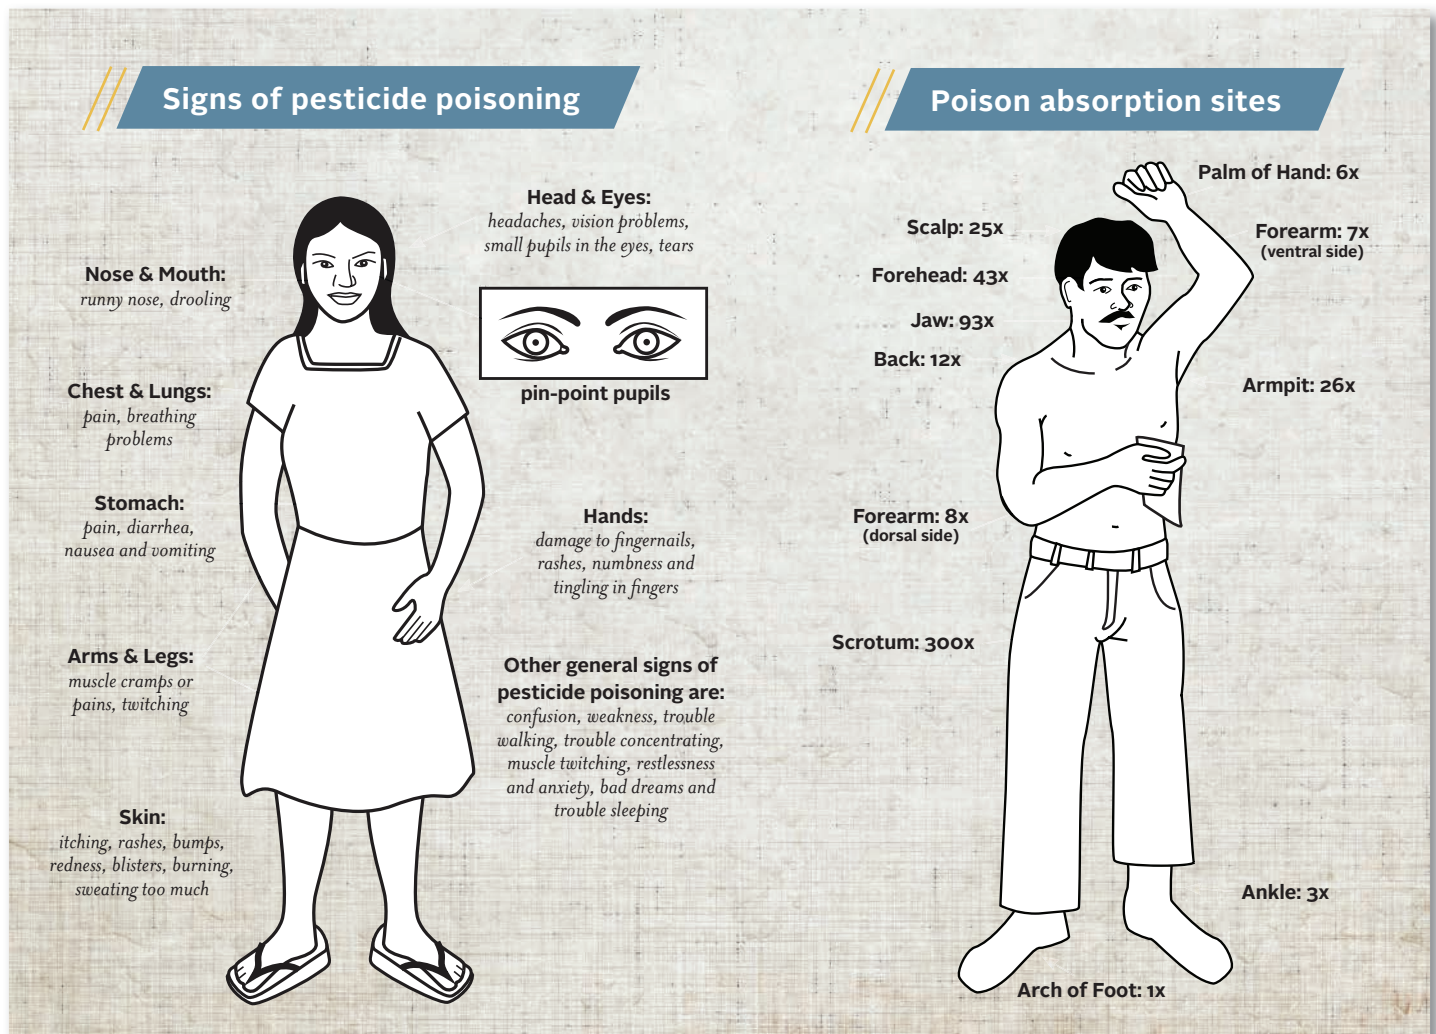 Signs of pesticide poisoning
Head & Eyes:
headaches, vision problems,
small pupils in the eyes, tears
pin-point pupils
Nose & Mouth:
runny nose, drooling
Chest & Lungs:
pain, breathing
problems
Stomach:
pain, diarrhea,
nausea and vomiting
Hands:
damage to fingernails,
rashes, numbness and
tingling in fingers
Arms & Legs:
muscle cramps or
pains, twitching
Other general signs of
pesticide poisoning are:
confusion, weakness, trouble
walking, trouble concentrating,
muscle twitching, restlessness
and anxiety, bad dreams and
trouble sleeping
Skin:
itching, rashes, bumps,
redness, blisters, burning,
sweating too much
Poison absorption sites
Palm of Hand: 6x
Scalp: 25x
Forearm: 7x
(ventral side)
Forehead: 43x
Jaw: 93x
Back: 12x
Armpit: 26x
Forearm: 8x
(dorsal side)
Scrotum: 300x
Ankle: 3x
Arch of Foot: 1x